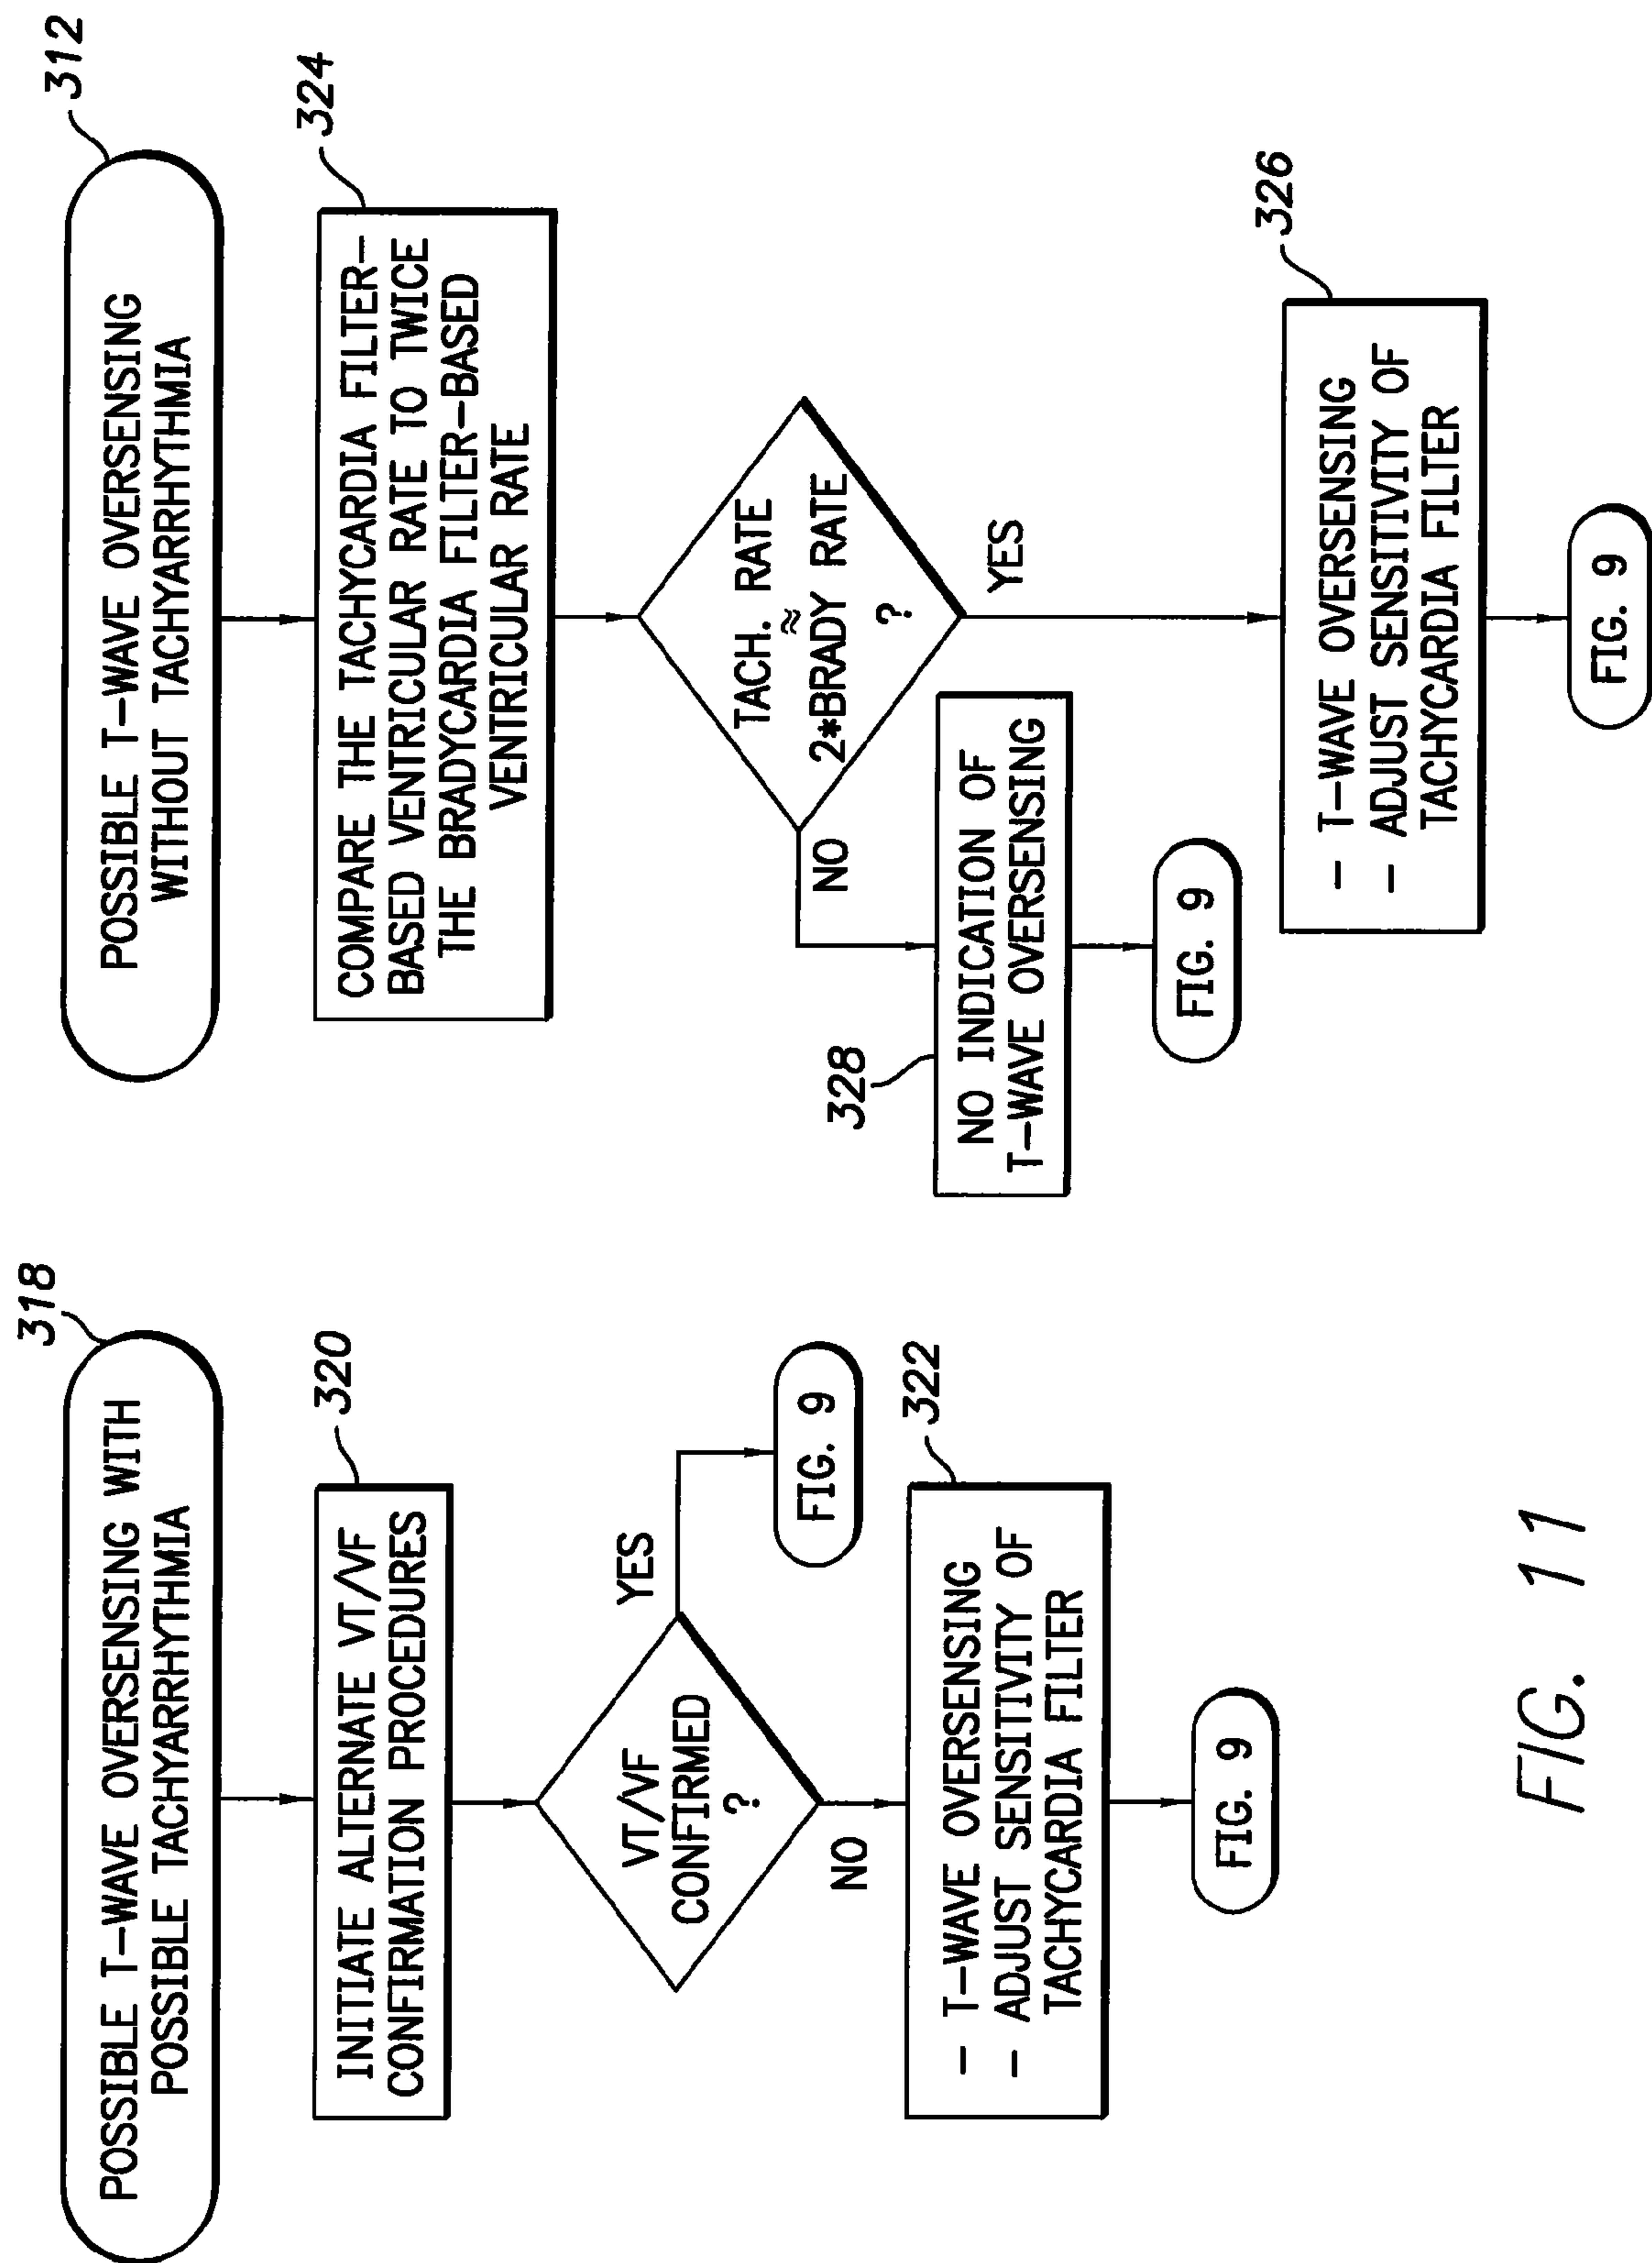 318
POSSIBLE T-WAVE OVERSENSING WITH
POSSIBLE TACHYARRHYTHMIA
320
INITIATE ALTERNATE VT/VF
CONFIRMATION PROCEDURES
VT/VF
CONFIRMED
?
YES
FIG. 9
NO
322
- T-WAVE OVERSENSING
- ADJUST SENSITIVITY OF
TACHYCARDIA FILTER
FIG. 9
312
POSSIBLE T-WAVE OVERSENSING
WITHOUT TACHYARRHYTHMIA
324
COMPARE THE TACHYCARDIA FILTER-
BASED VENTRICULAR RATE TO TWICE
THE BRADYCARDIA FILTER-BASED
VENTRICULAR RATE
TACH. RATE
≈
2*BRADY RATE
?
NO
328
NO INDICATION OF
T-WAVE OVERSENSING
FIG. 9
YES
326
- T-WAVE OVERSENSING
- ADJUST SENSITIVITY OF
TACHYCARDIA FILTER
FIG. 9
FIG. 11